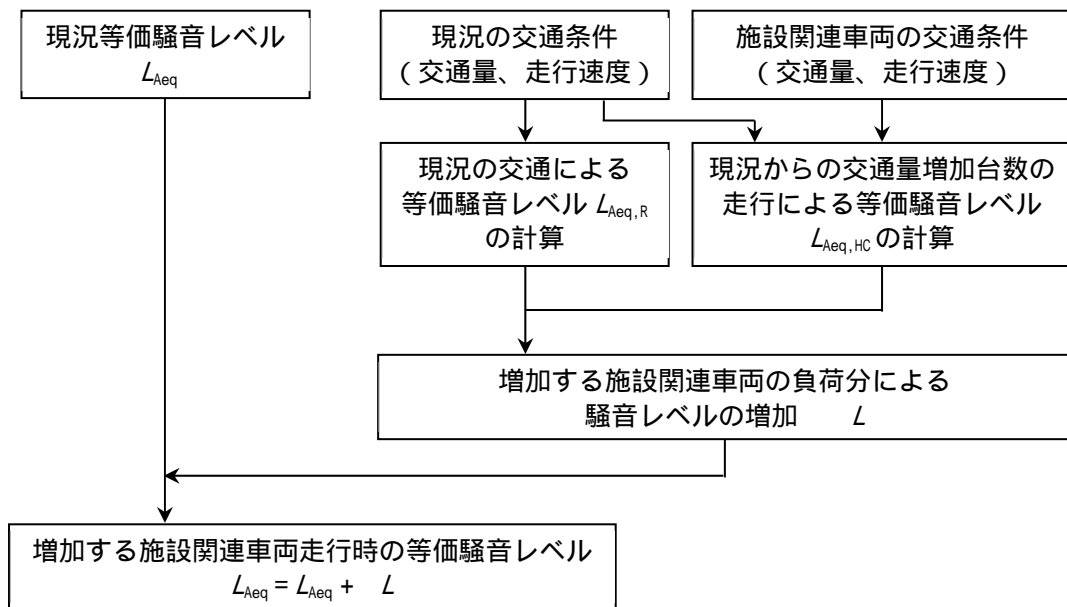 現況等価騒音レベル
LAeq
現況の交通条件
(交通量、走行速度)
施設関連車両の交通条件
(交通量、走行速度)
現況の交通による
等価騒音レベル LAeq,R
の計算
現況からの交通量増加台数の
走行による等価騒音レベル
LAeq,HCの計算
増加する施設関連車両の負荷分による
騒音レベルの増加 L
増加する施設関連車両走行時の等価騒音レベル
LAeq = LAeq + L